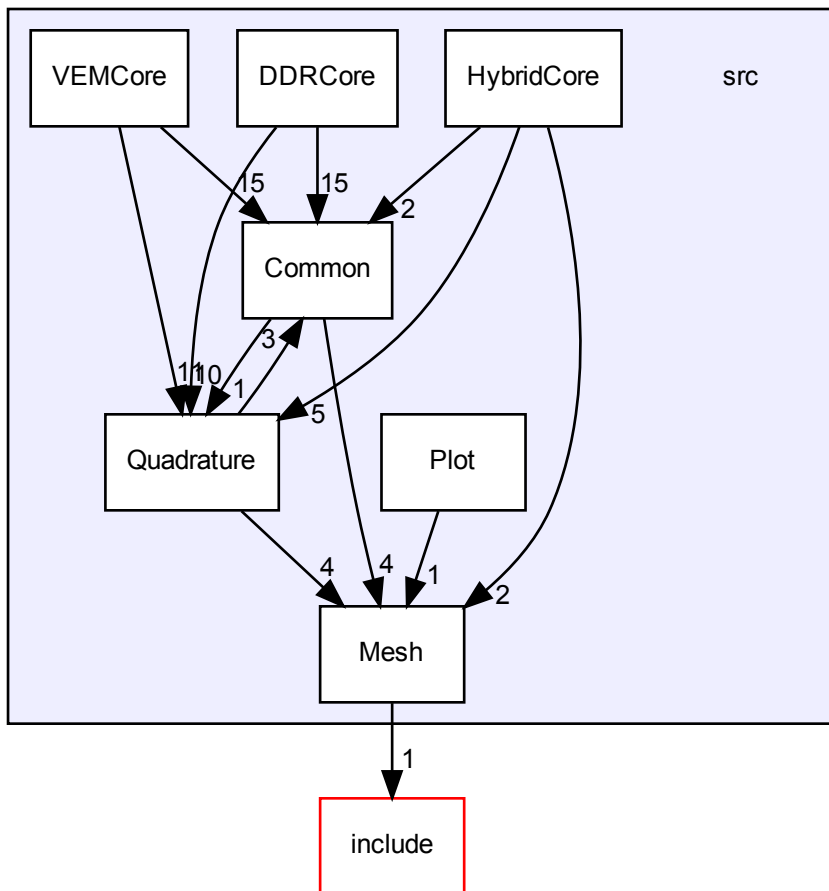 VEMCore
DDRCore
HybridCore
src
15
15
2
Common
3
11
10
1
5
Quadrature
Plot
4
4
1
2
Mesh
1
include